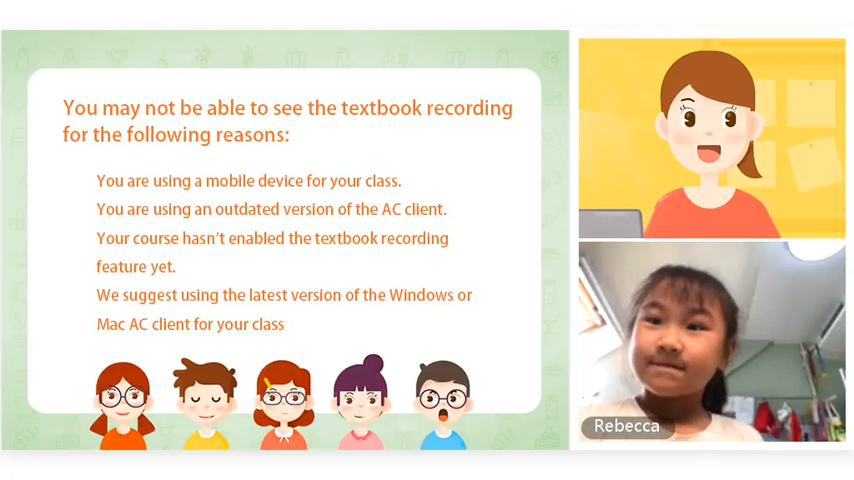 You may not be able to see the textbook recording
for the following reasons:
You are using a mobile device for your class.
You are using an outdated version of the AC client.
Your course hasn't enabled the textbook recording
feature yet.
We suggest using the latest version of the Windows or
Mac AC client for your class
Rebecca